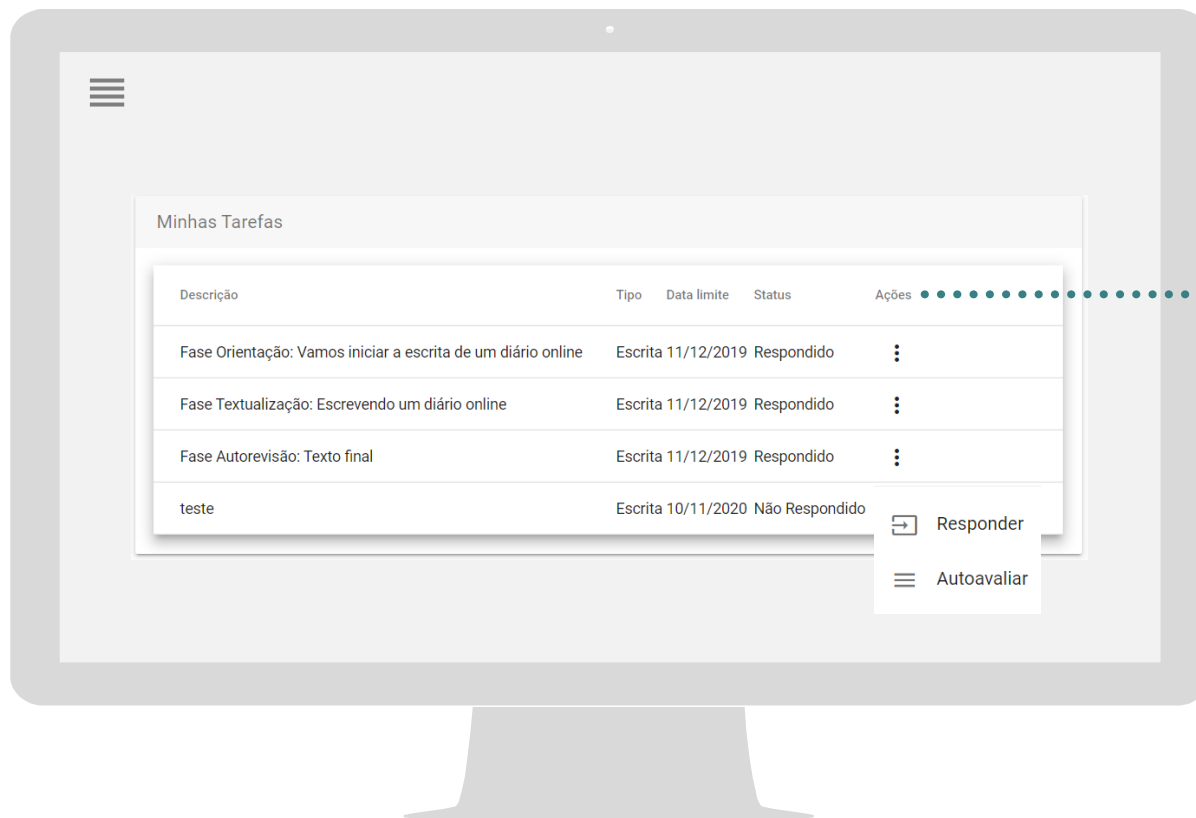 Minhas Tarefas
Descrição Tipo Data limite Status Ações
Fase Orientação: Vamos iniciar a escrita de um diário online Escrita 11/12/2019 Respondido
Fase Textualização: Escrevendo um diário online Escrita 11/12/2019 Respondido
Fase Autorevisão: Texto final Escrita 11/12/2019 Respondido
teste Escrita 10/11/2020 Não Respondido
Responder
Autoavaliar